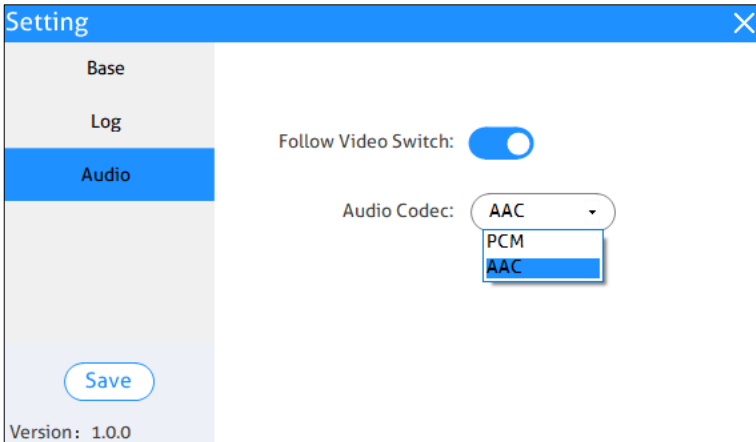 Setting
Base
Log
Audio
Follow Video Switch:
Audio Codec: AAC
PCM
AAC
Save
Version：1.0.0